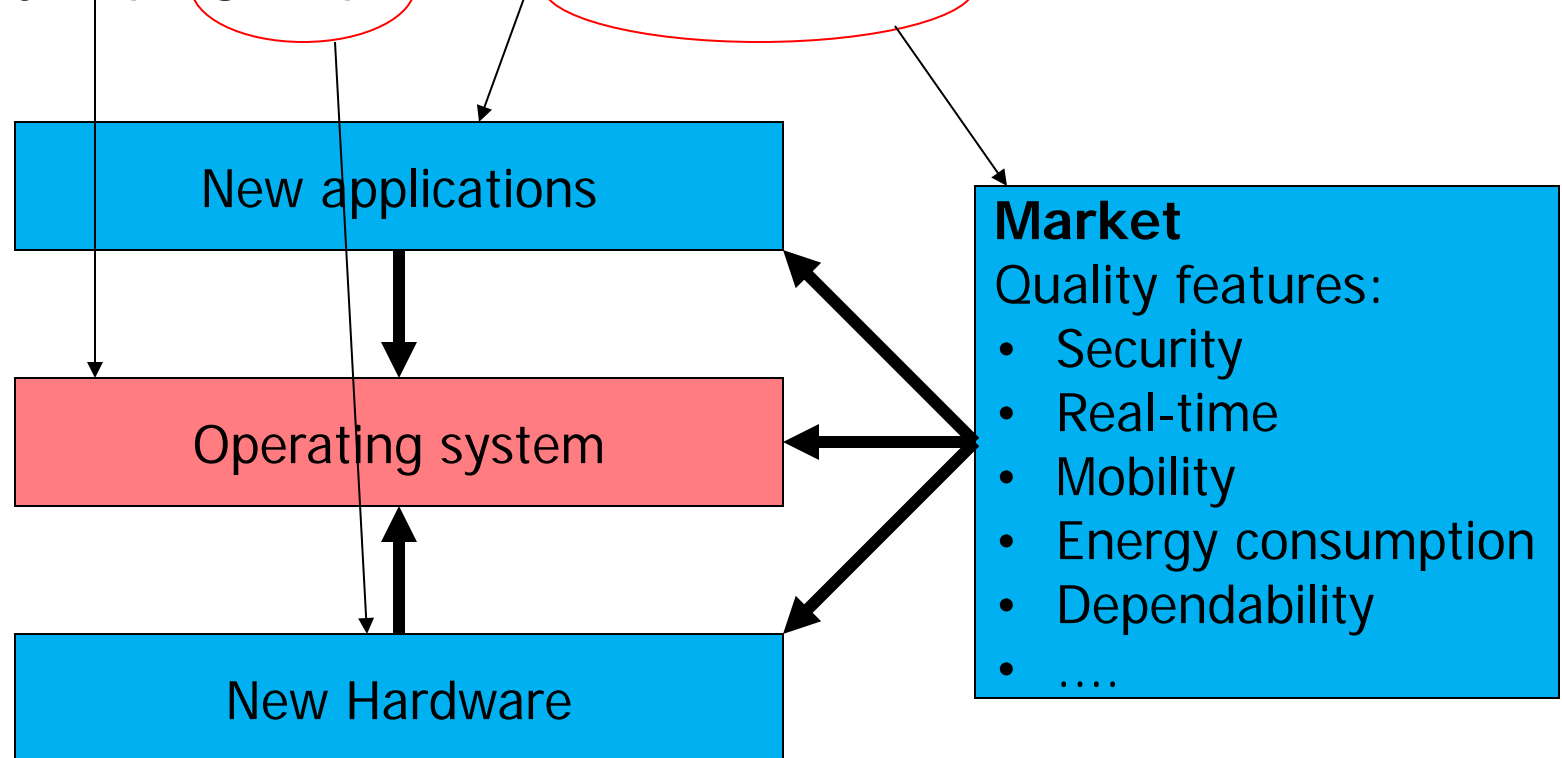 New applications
Market
Quality features:
• Security
• Real-time
Operating system
• Mobility
• Energy consumption
• Dependability
• ....
New Hardware